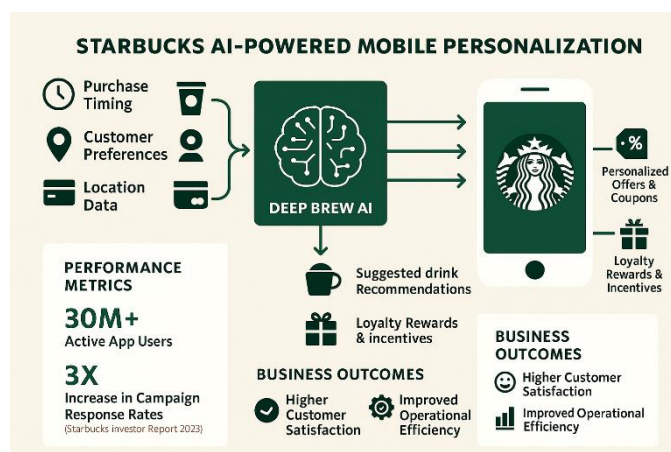 STARBUCKS AI-POWERED MOBILE PERSONALIZATION
Purchase
Timing
Customer
Preferences
Location
Data
DEEP BREW AI
%
Personalized
Offers &
Coupons
Loyalty
Rewards &
Incentives
Suggested drink
Recommendations
Loyalty Rewards
& incentives
PERFORMANCE
METRICS
30M+
Active App Users
3X
Increase in Campaign
Response Rates
(Starbucks investor Report 2023)
BUSINESS OUTCOMES
Higher
Customer
Satisfaction
Improved
Operational
Efficiency
BUSINESS
OUTCOMES
Higher Customer
Satisfaction
Improved Operational
Efficiency